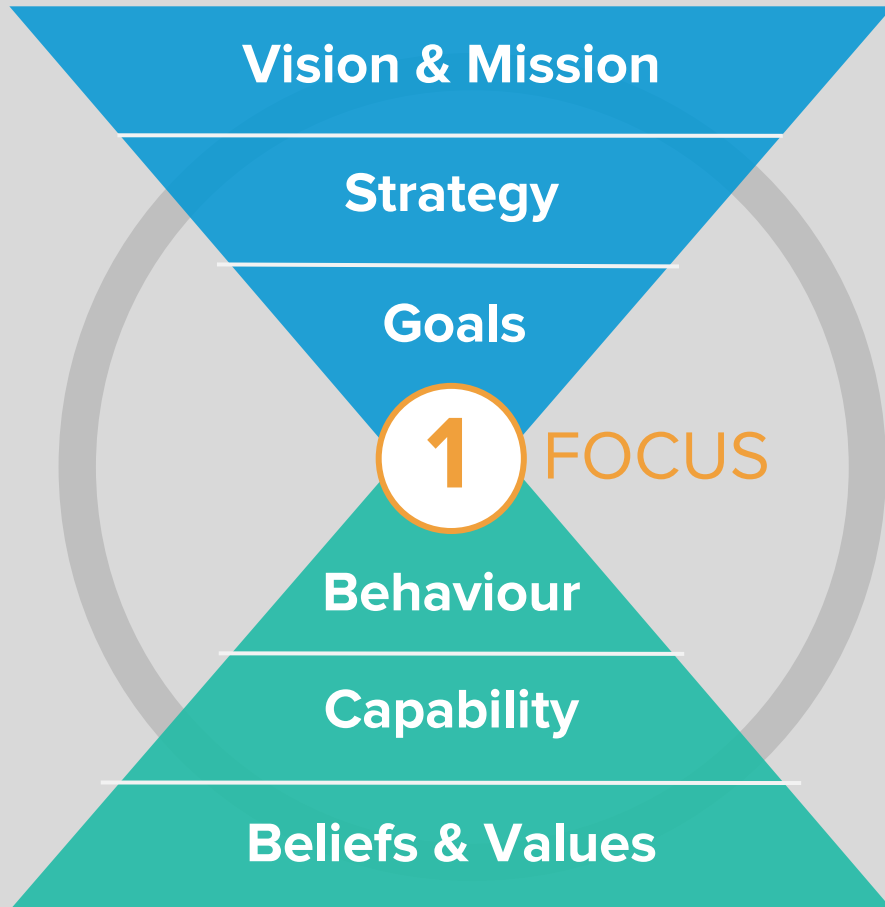 Vision & Mission
Strategy
Goals
1 FOCUS
Behaviour
Capability
Beliefs & Values